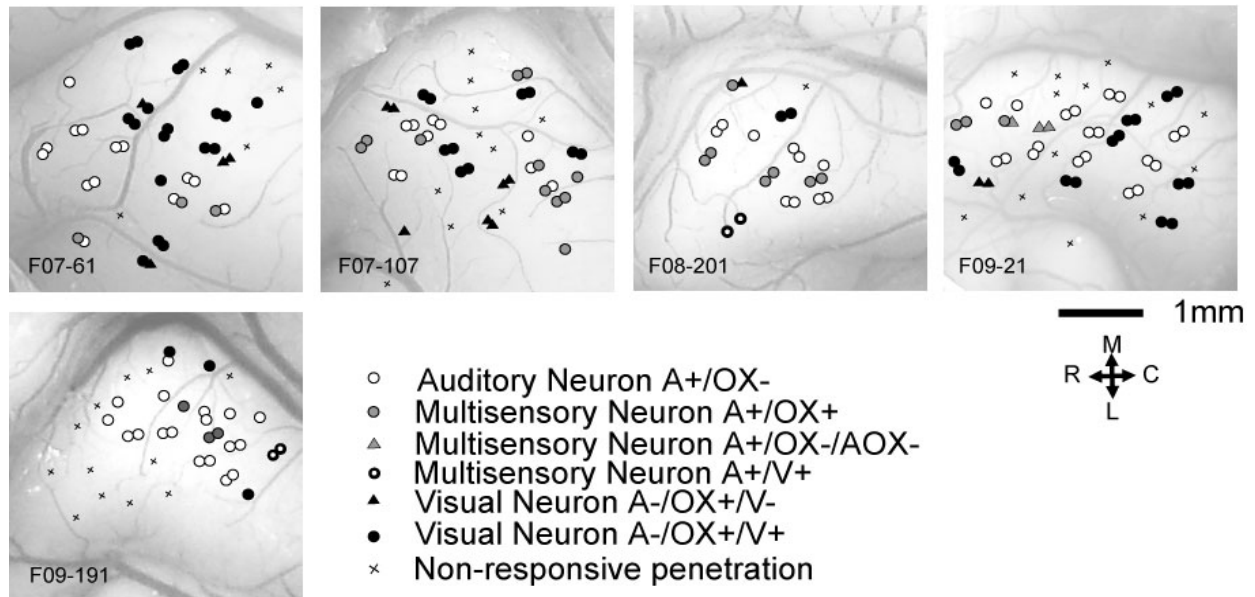 F07-61
F07-107
F08-201
F09-21
1mm
M
R C
L
F09-191
Auditory Neuron A+/OX-
Multisensory Neuron A+/OX+
Multisensory Neuron A+/OX-/AOX-
Multisensory Neuron A+/V+
Visual Neuron A-/OX+/V-
Visual Neuron A-/OX+/V+
Non-responsive penetration